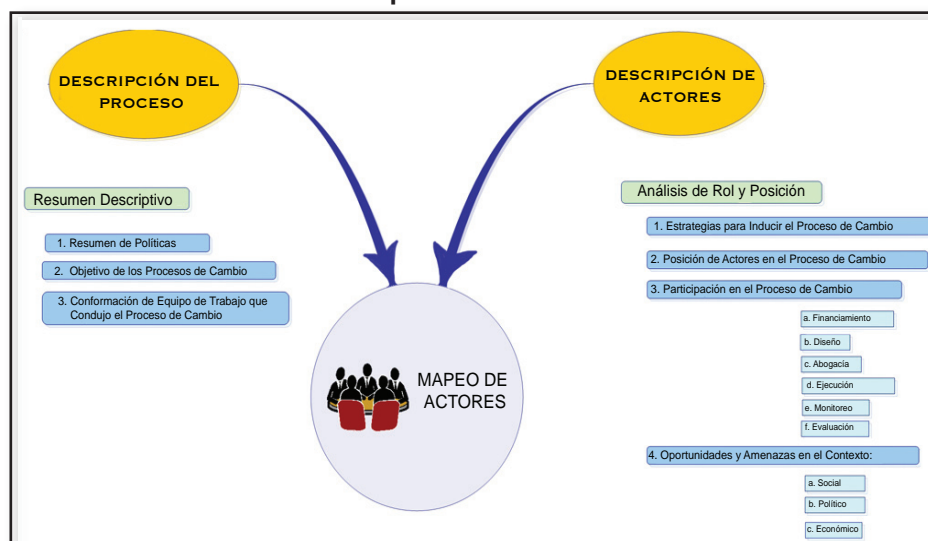 DESCRIPCIÓN DEL
PROCESO
DESCRIPCIÓN DE
ACTORES
Resumen Descriptivo
1. Resumen de Políticas
2. Objetivo de los Procesos de Cambio
3. Conformación de Equipo de Trabajo que
Condujo el Proceso de Cambio
MAPEO DE
ACTORES
Análisis de Rol y Posición
1. Estrategias para Inducir el Proceso de Cambio
2. Posición de Actores en el Proceso de Cambio
3. Participación en el Proceso de Cambio
a. Financiamiento
b. Diseño
c. Abogacía
d. Ejecución
e. Monitoreo
f. Evaluación
4. Oportunidades y Amenazas en el Contexto:
a. Social
b. Político
c. Económico